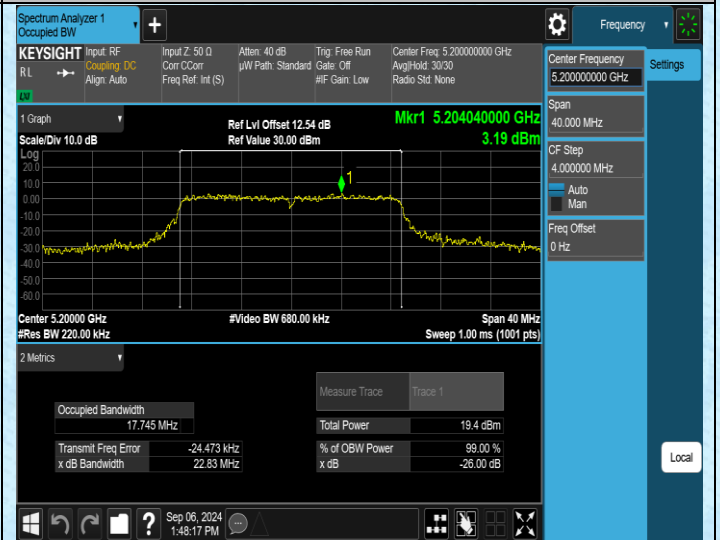 Spectrum Analyzer 1
Occupied BW
+
Frequency
KEYSIGHT
RL
LXI
Input: RF
Coupling: DC
Align: Auto
Input Z: 50 Ω
Corr CCorr
Freq Ref: Int (S)
Atten: 40 dB
µW Path: Standard
Trig: Free Run
Gate: Off
#IF Gain: Low
Center Freq: 5.200000000 GHz
Avg|Hold: 30/30
Radio Std: None
Center Frequency
5.200000000 GHz
Settings
Span
40.000 MHz
CF Step
4.000000 MHz
Auto
Man
Freq Offset
0 Hz
1 Graph
Scale/Div 10.0 dB
Ref Lvl Offset 12.54 dB
Ref Value 30.00 dBm
Mkr1 5.204040000 GHz
3.19 dBm
Log
20.0
10.0
0.00
-10.0
-20.0
-30.0
-40.0
-50.0
-60.0
1
Center 5.20000 GHz
#Res BW 220.00 kHz
#Video BW 680.00 kHz
Span 40 MHz
Sweep 1.00 ms (1001 pts)
2 Metrics
Measure Trace Trace 1
Occupied Bandwidth
17.745 MHz
Total Power 19.4 dBm
Transmit Freq Error -24.473 kHz
% of OBW Power 99.00 %
x dB Bandwidth 22.83 MHz
x dB -26.00 dB
Local
?
Sep 06, 2024
1:48:17 PM